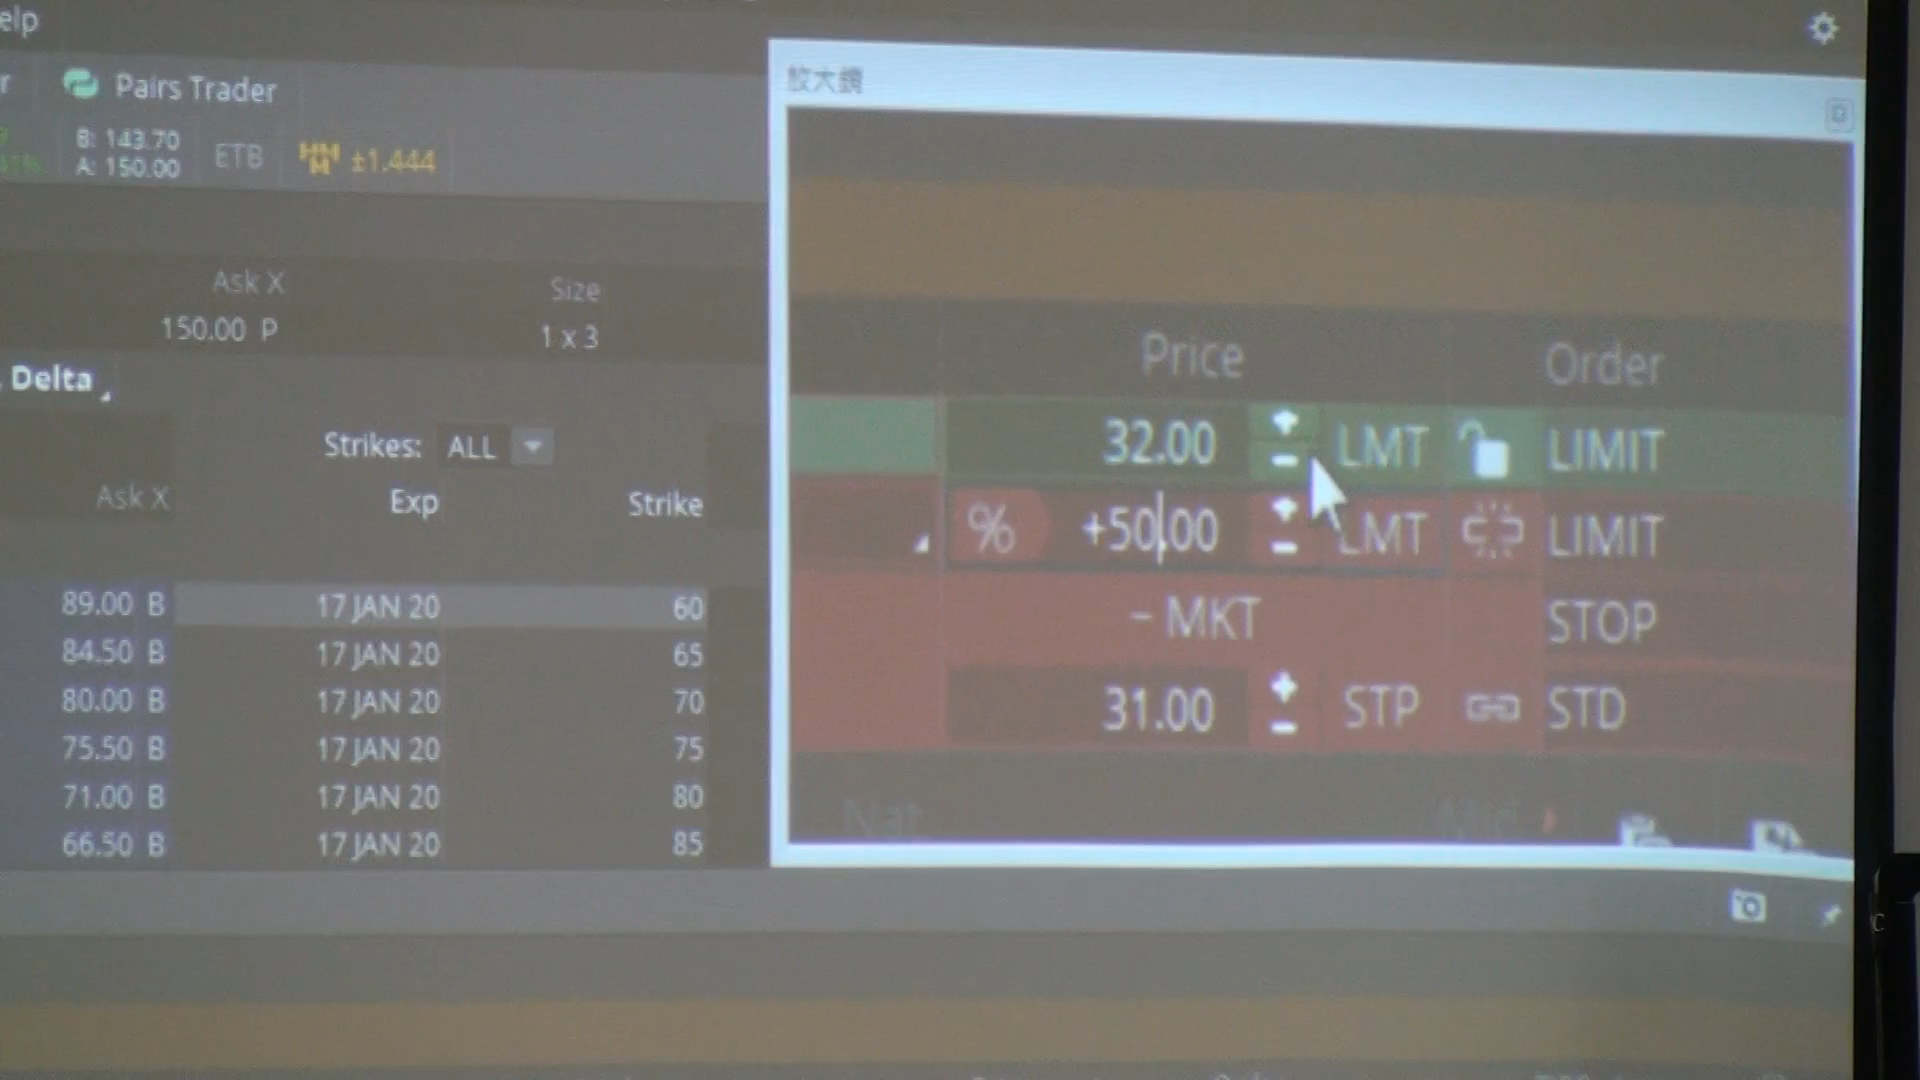 elp
Pairs Trader
B: 143.70
A: 150.00
ETB
MMM ±1.444
Ask X
Size
150.00 P
1 x 3
Delta
Strikes: ALL
Ask X
Exp
Strike
89.00 B 17 JAN 20 60
84.50 B 17 JAN 20 65
80.00 B 17 JAN 20 70
75.50 B 17 JAN 20 75
71.00 B 17 JAN 20 80
66.50 B 17 JAN 20 85
放大鏡
Price Order
32.00 LMT LIMIT
% +50.00 LMT LIMIT
- MKT STOP
31.00 STP STD
Nat
Mid